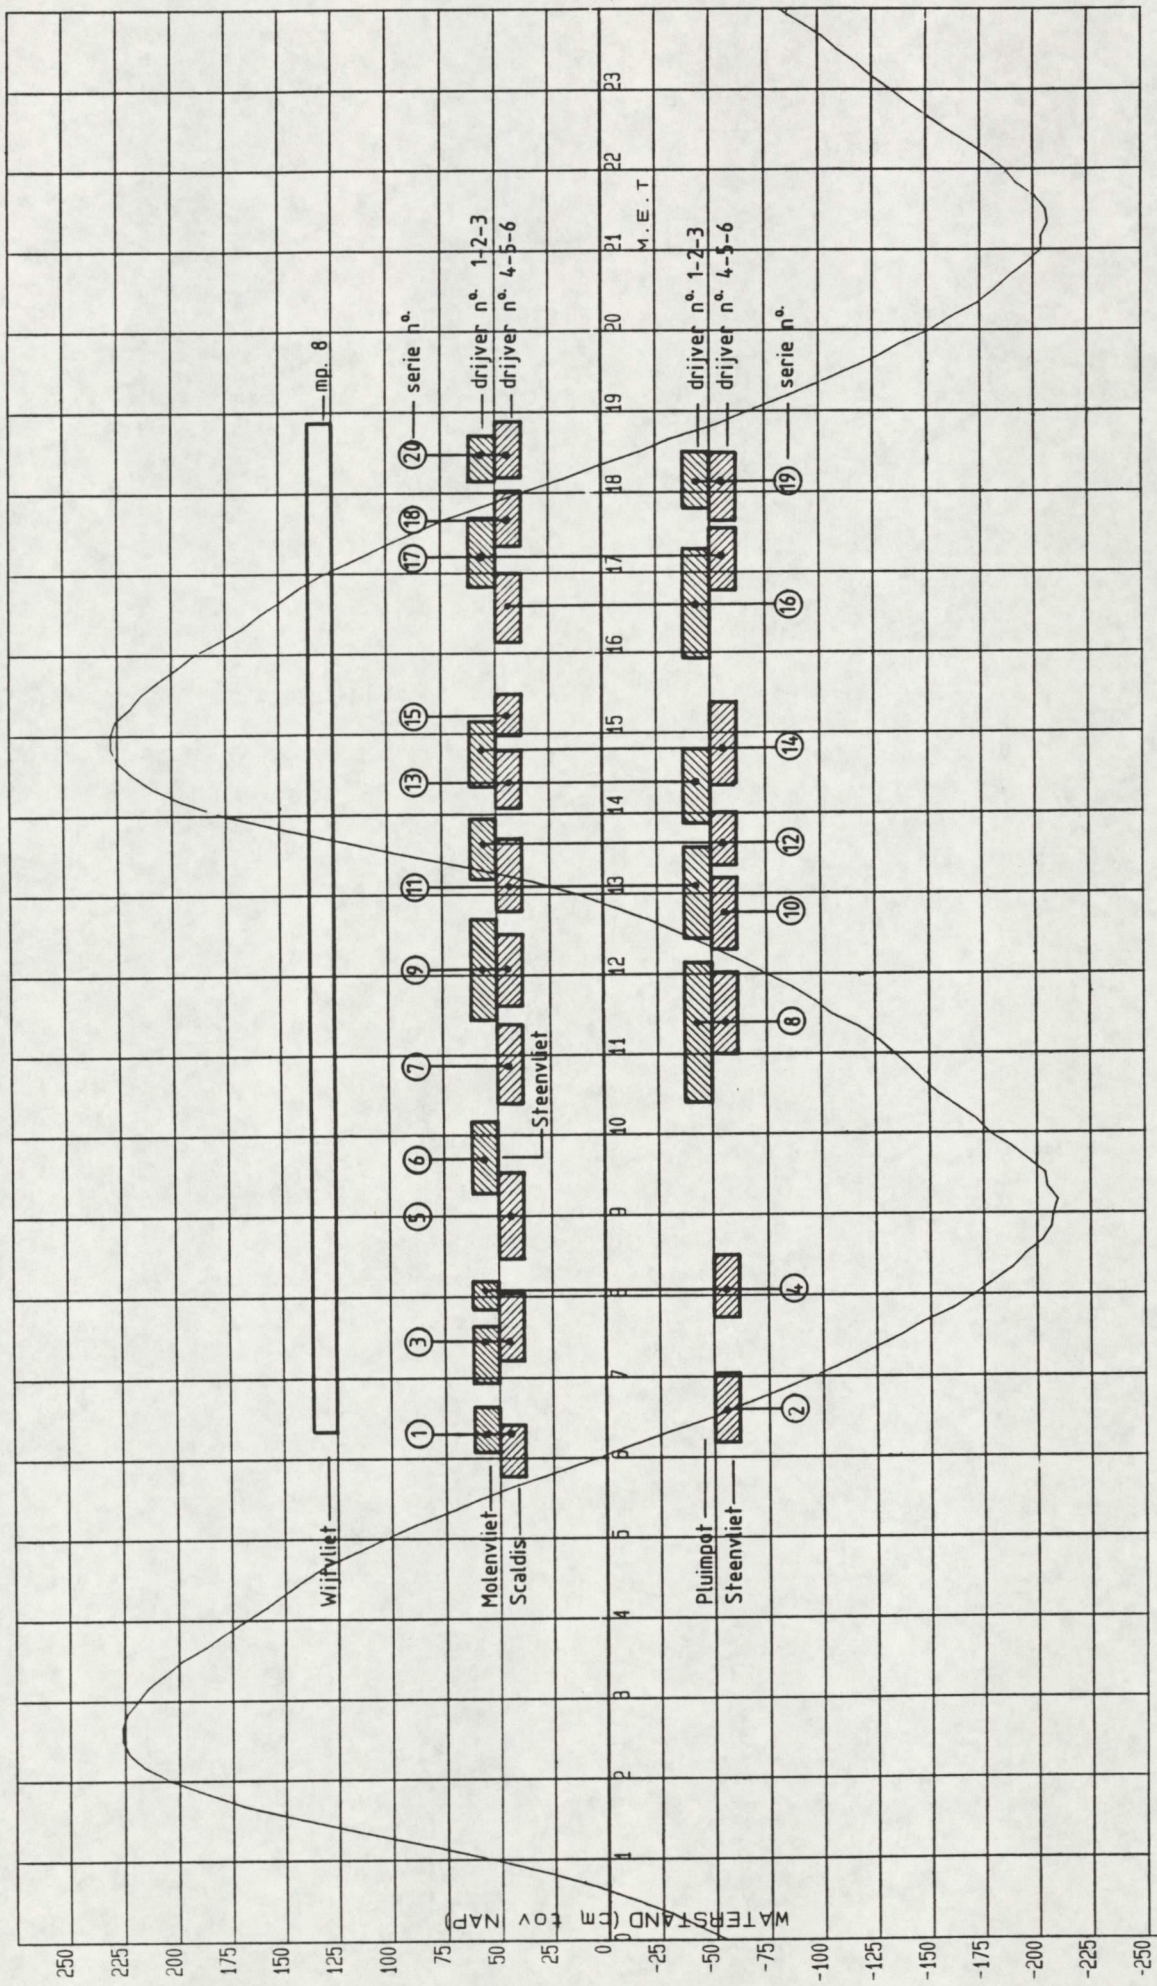 WATERSTAND (cm tov NAP)
250
225
200
175
150
125
100
75
50
25
0
-25
-50
-75
-100
-125
-150
-175
-200
-225
-250
0 1 2 3 4 5 6 7 8 9 10 11 12 13 14 15 16 17 18 19 20 21 22 23
M.E.T
Wijtvliet
mp. 8
1 3 5 6 7 19 11 13 15 17 18 20 serie nº.
Molenvliet
drijver nº. 1-2-3
Scaldis
drijver nº. 4-5-6
Steenvliet
Pluimpot
drijver nº. 1-2-3
Steenvliet
drijver nº. 4-5-6
2 4 8 10 12 14 16 19 serie nº.